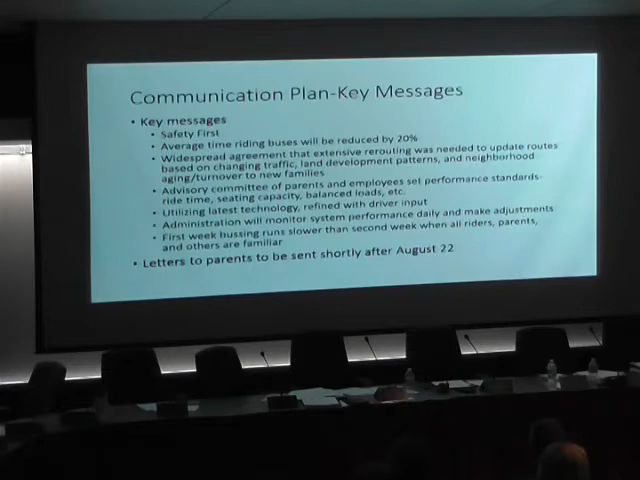 Communication Plan-Key Messages
• Key messages
• Safety First
• Average time riding buses will be reduced by 20%
• Widespread agreement that extensive rerouting was needed to update routes
based on changing traffic, land development patterns, and neighborhood
aging/turnover to new families
• Advisory committee of parents and employees set performance standards-
ride time, seating capacity, balanced loads, etc.
• Utilizing latest technology, refined with driver input
• Administration will monitor system performance daily and make adjustments
• First week bussing runs slower than second week when all riders, parents,
and others are familiar
• Letters to parents to be sent shortly after August 22